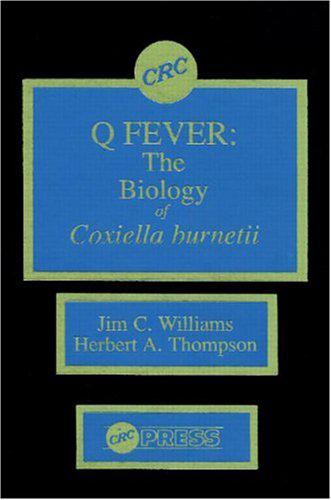 CRC
Q FEVER:
The
Biology
of
Coxiella burnetii
Jim C. Williams
Herbert A. Thompson
CRC PRESS